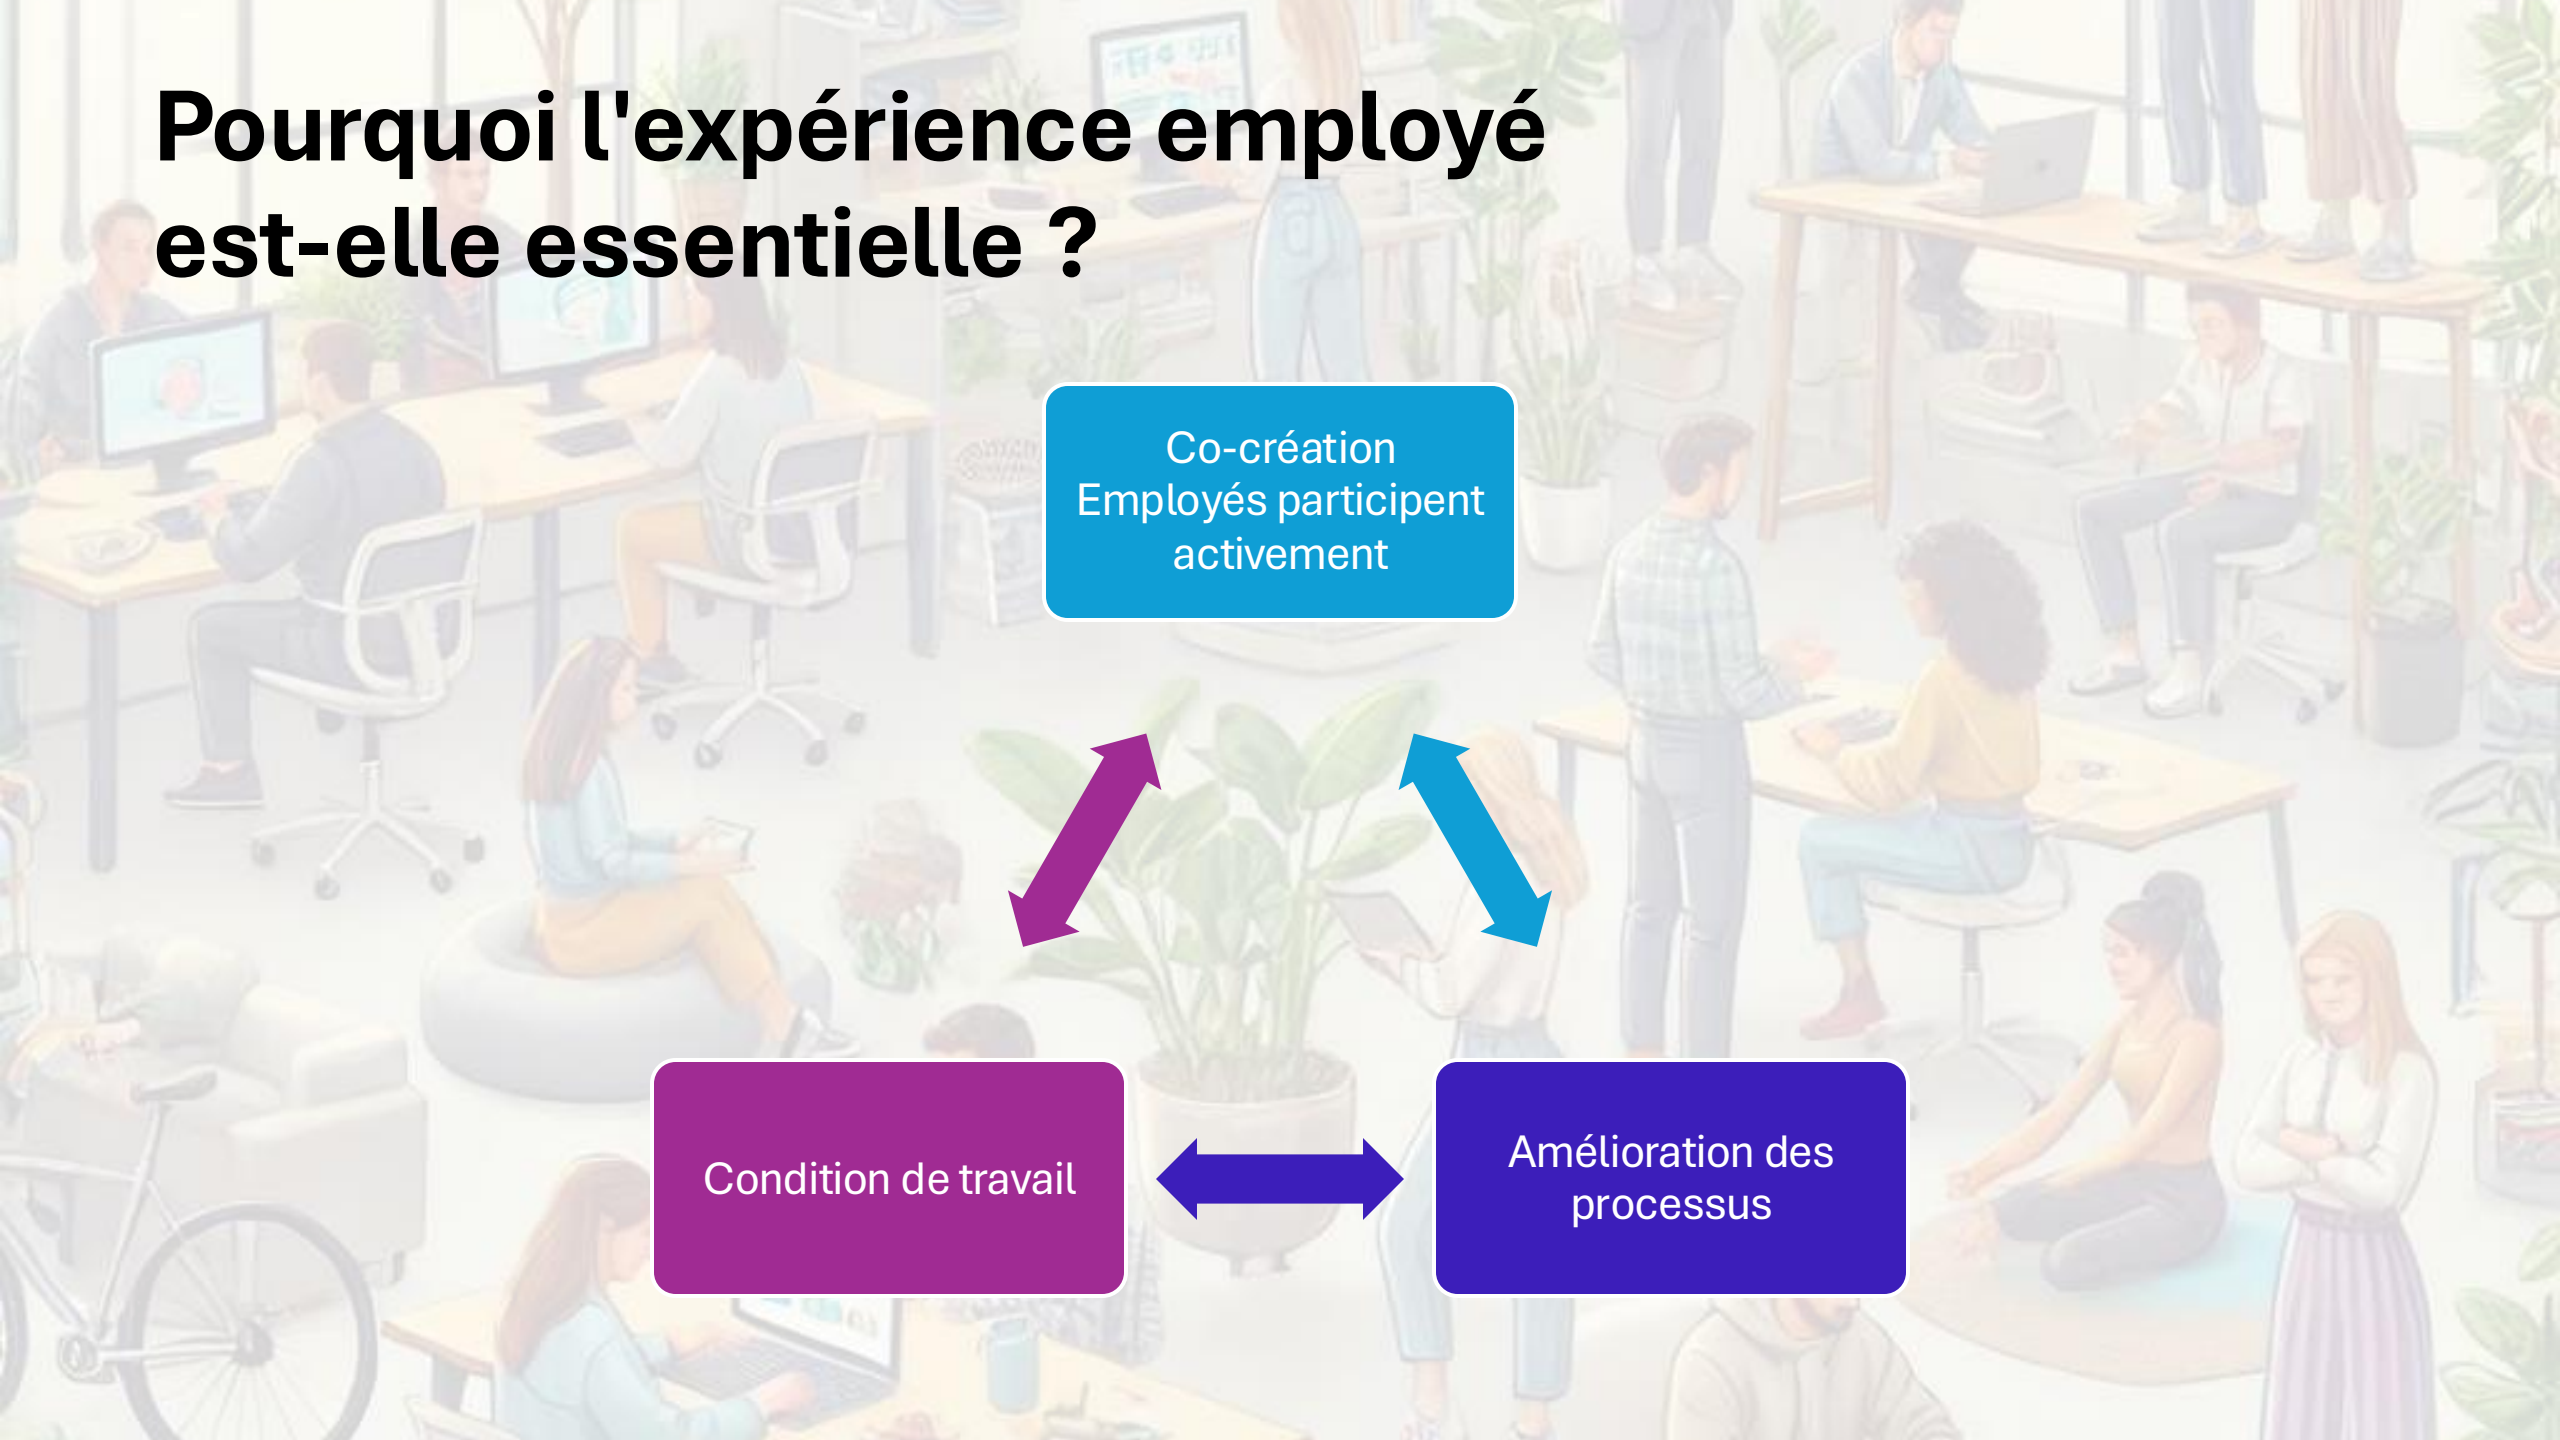 Pourquoi l'expérience employé
est-elle essentielle ?
Co-création
Employés participent
activement
Condition de travail
Amélioration des
processus